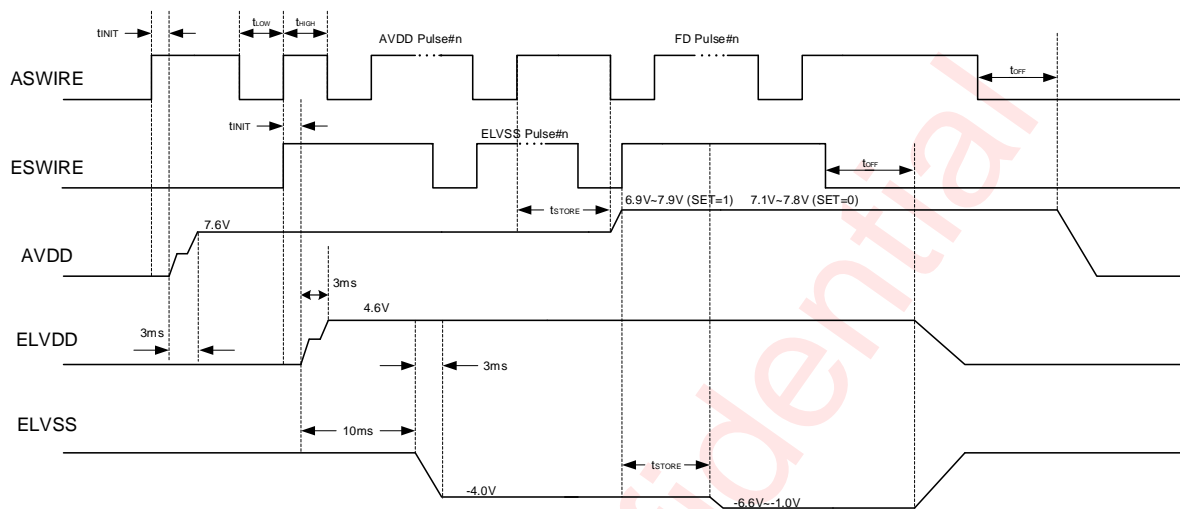 tINIT
tLOW
tHIGH
AVDD Pulse#n
FD Pulse#n
ASWIRE
tOFF
tINIT
ELVSS Pulse#n
ESWIRE
tOFF
tSTORE
6.9V~7.9V (SET=1) 7.1V~7.8V (SET=0)
7.6V
AVDD
3ms
4.6V
3ms
ELVDD
3ms
ELVSS
10ms
tSTORE
-4.0V
-6.6V~-1.0V
fidential